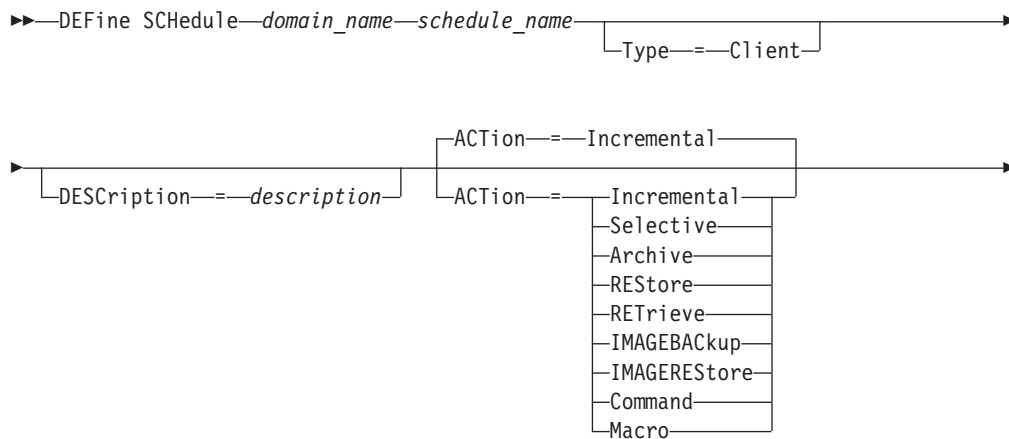 DEFine SCHedule domain_name schedule_name
Type = Client
ACTion = Incremental
DESCription = description
ACTion = Incremental
Selective
Archive
REStore
RETrieve
IMAGEBACkup
IMAGEREStore
Command
Macro